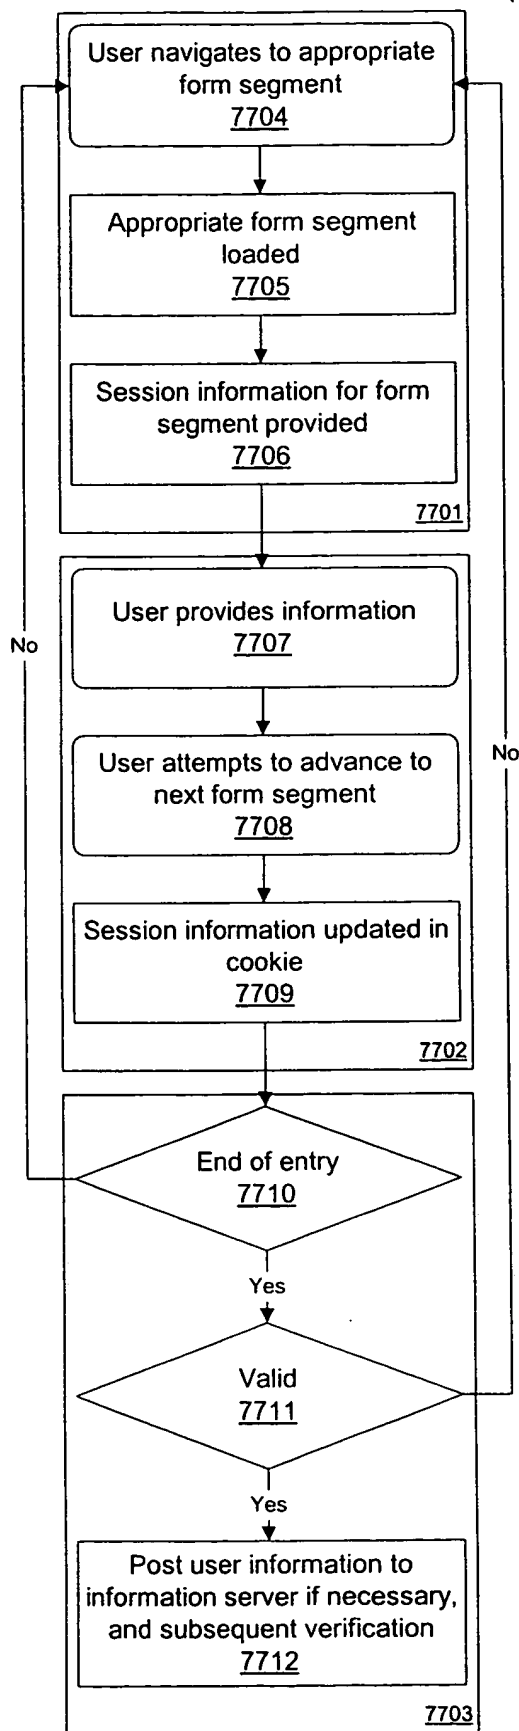 User navigates to appropriate
form segment
7704
Appropriate form segment
loaded
7705
Session information for form
segment provided
7706
7701
User provides information
7707
No
User attempts to advance to
next form segment
7708
No
Session information updated in
cookie
7709
7702
End of entry
7710
Yes
Valid
7711
Yes
Post user information to
information server if necessary,
and subsequent verification
7712
7703